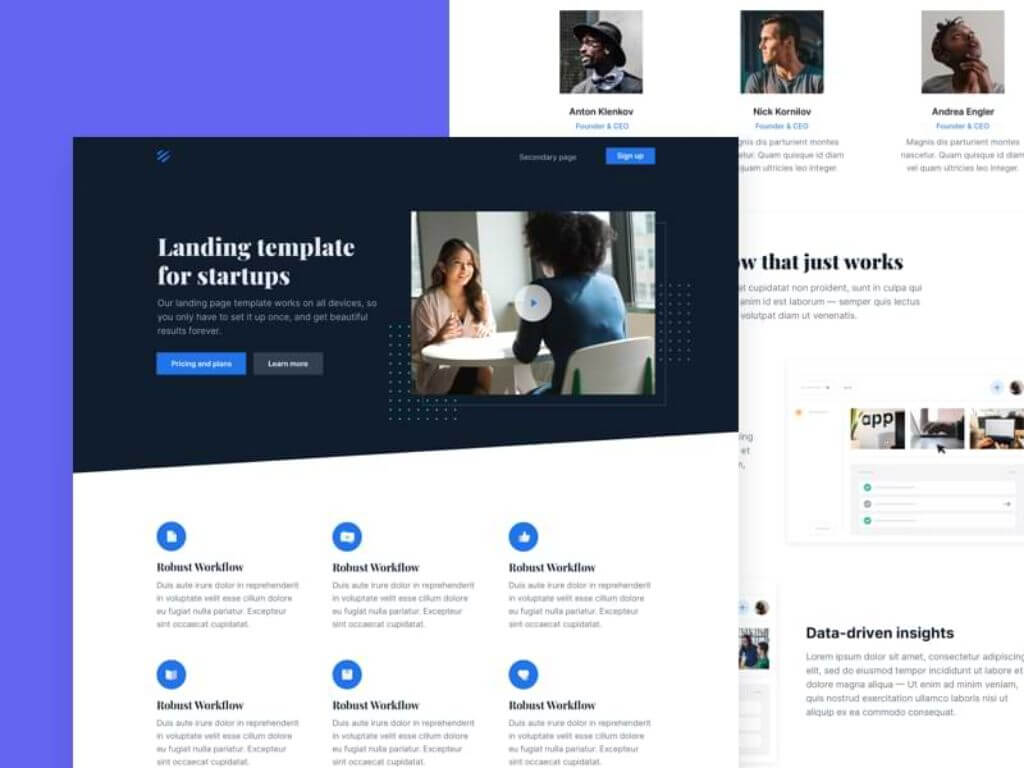 Secondary page
Sign up
Landing template
for startups
Our landing page template works on all devices, so
you only have to set it up once, and get beautiful
results forever.
Pricing and plans
Learn more
Robust Workflow
Duis aute irure dolor in reprehenderit
in voluptate velit esse cillum dolore
eu fugiat nulla pariatur. Excepteur
sint occaecat cupidatat.
Robust Workflow
Duis aute irure dolor in reprehenderit
in voluptate velit esse cillum dolore
eu fugiat nulla pariatur. Excepteur
sint occaecat cupidatat.
Robust Workflow
Duis aute irure dolor in reprehenderit
in voluptate velit esse cillum dolore
eu fugiat nulla pariatur. Excepteur
sint occaecat cupidatat.
Robust Workflow
Duis aute irure dolor in reprehenderit
in voluptate velit esse cillum dolore
eu fugiat nulla pariatur. Excepteur
Robust Workflow
Duis aute irure dolor in reprehenderit
in voluptate velit esse cillum dolore
eu fugiat nulla pariatur. Excepteur
Robust Workflow
Duis aute irure dolor in reprehenderit
in voluptate velit esse cillum dolore
eu fugiat nulla pariatur. Excepteur
Anton Klenkov
Founder & CEO
Nick Kornilov
Founder & CEO
gnis dis parturient montes
etur. Quam quisque id diam
quam ultricies leo integer.
Andrea Engler
Founder & CEO
Magnis dis parturient montes
nascetur. Quam quisque id diam
vel quam ultricies leo integer.
ow that just works
et cupidatat non proident, sunt in culpa qui
anim id est laborum — semper quis lectus
volutpat diam ut venenatis.
ing
et
app
Data-driven insights
Lorem ipsum dolor sit amet, consectetur adipiscing
elit, sed do eiusmod tempor incididunt ut labore et
dolore magna aliqua — Ut enim ad minim veniam,
quis nostrud exercitation ullamco laboris nisi ut
aliquip ex ea commodo consequat.